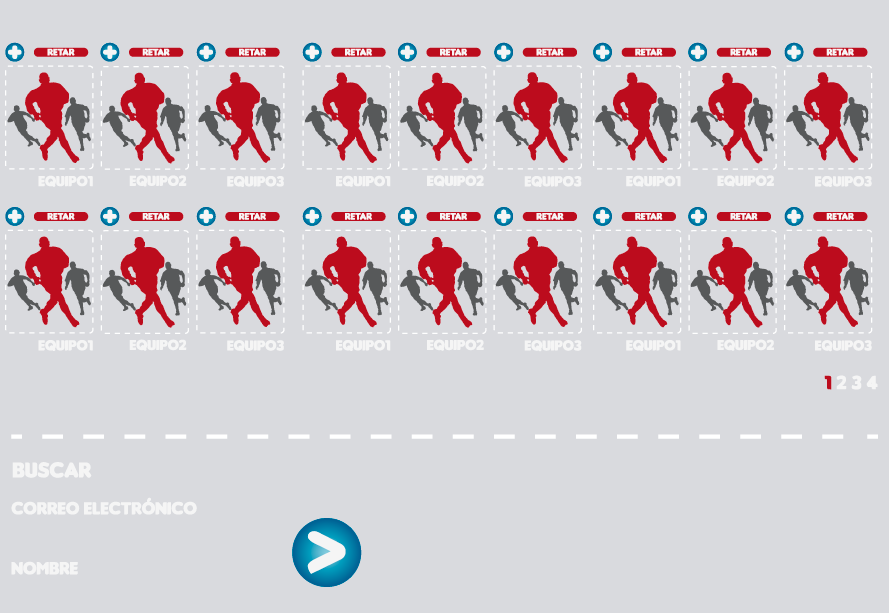 RETAR RETAR RETAR RETAR RETAR RETAR RETAR RETAR RETAR
EQUIPO1 EQUIPO2 EQUIPO3 EQUIPO1 EQUIPO2 EQUIPO3 EQUIPO1 EQUIPO2 EQUIPO3
RETAR RETAR RETAR RETAR RETAR RETAR RETAR RETAR RETAR
EQUIPO1 EQUIPO2 EQUIPO3 EQUIPO1 EQUIPO2 EQUIPO3 EQUIPO1 EQUIPO2 EQUIPO3
1 2 3 4
BUSCAR
CORREO ELECTRÓNICO
NOMBRE